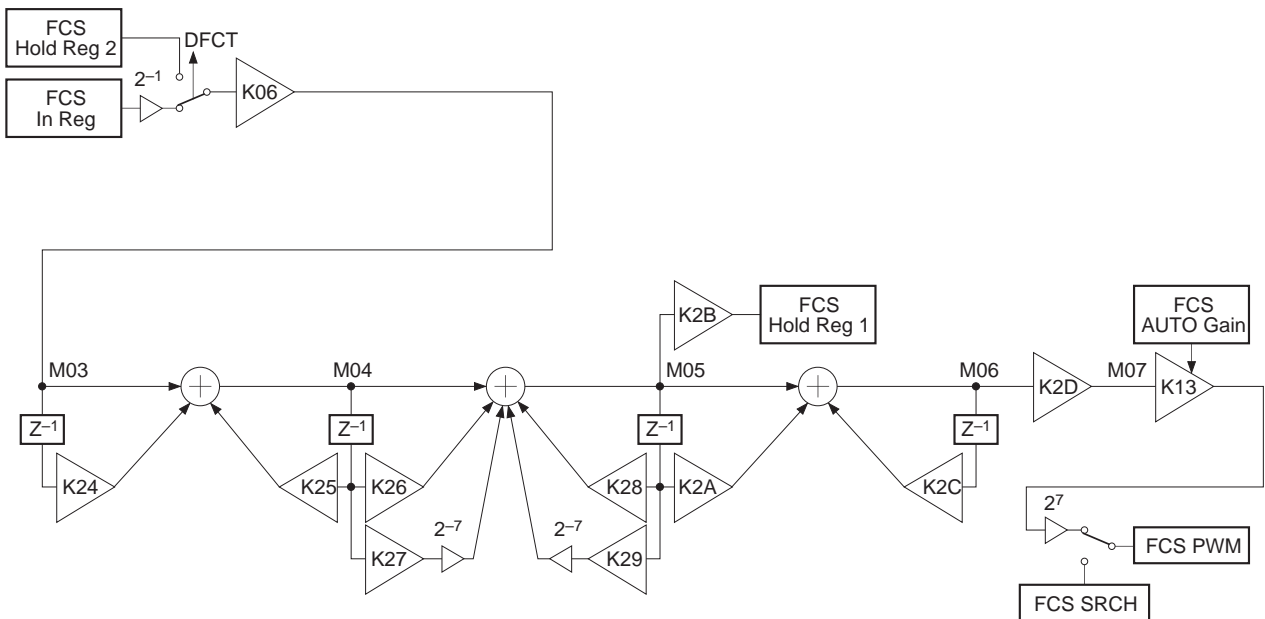 FCS
Hold Reg 2
DFCT
2⁻¹
FCS
In Reg
K06
K2B
FCS
Hold Reg 1
FCS
AUTO Gain
M03
M04
M05
M06
K2D
M07
K13
Z⁻¹
Z⁻¹
Z⁻¹
Z⁻¹
K24
K25
K26
K28
K2A
K2C
K27
2⁻⁷
2⁻⁷
K29
2⁷
FCS PWM
FCS SRCH